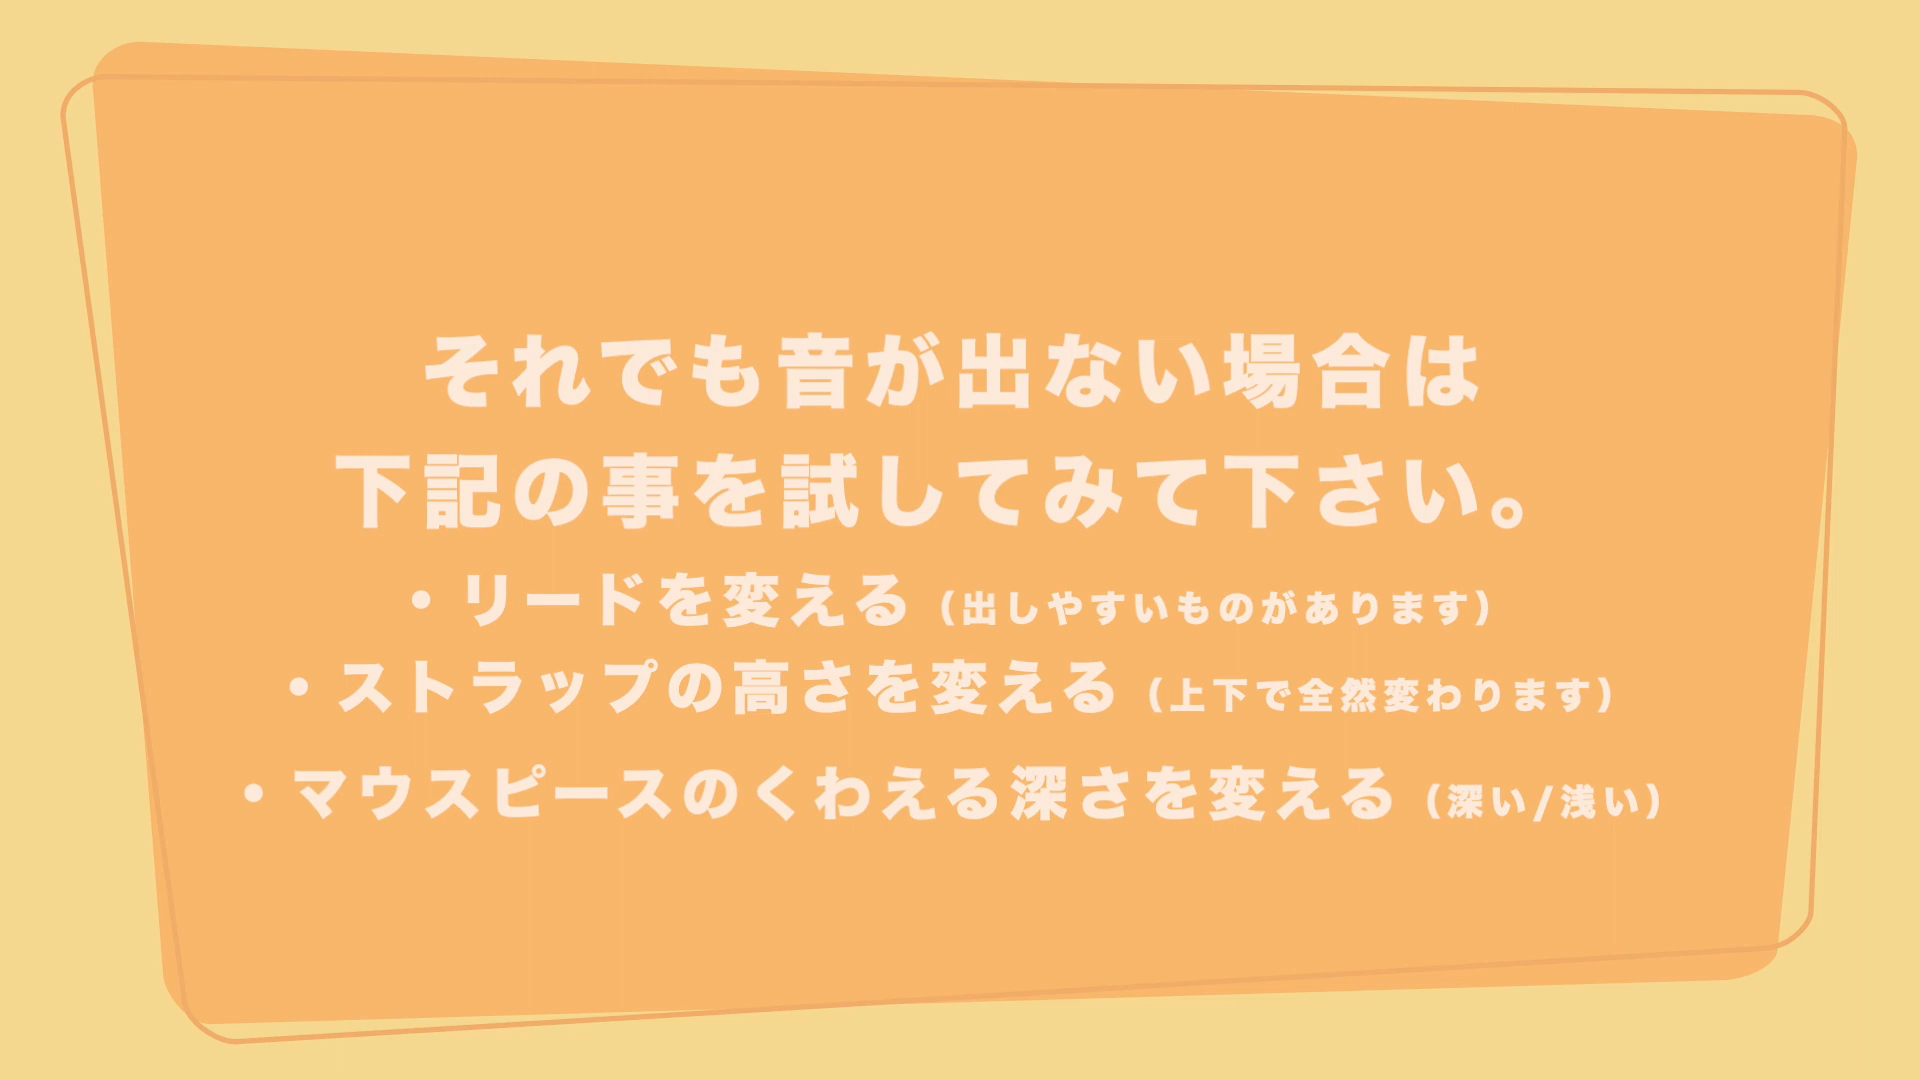 それでも音が出ない場合は
下記の事を試してみて下さい。
・リードを変える（出しやすいものがあります）
・ストラップの高さを変える（上下で全然変わります）
・マウスピースのくわえる深さを変える（深い/浅い）